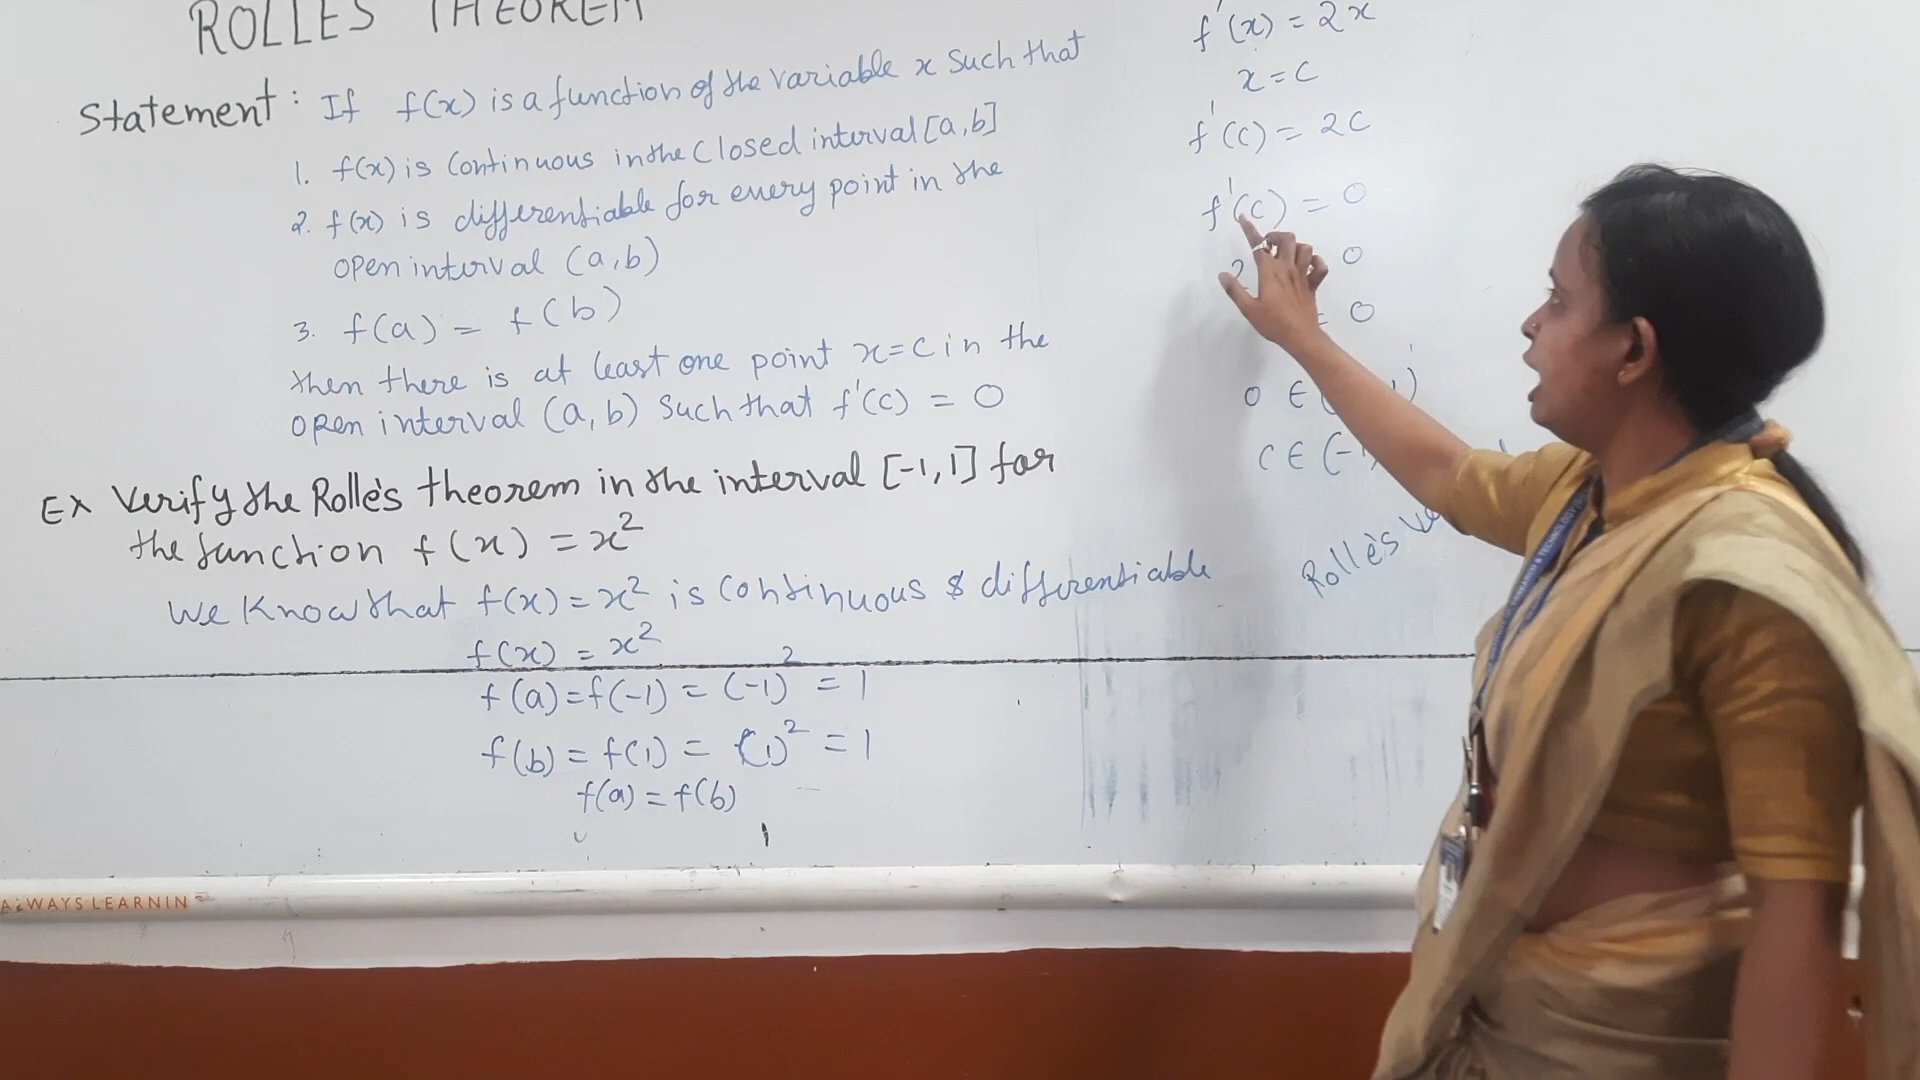 ROLLES THEOREM
Statement: If f(x) is a function of the variable x such that
1. f(x) is continuous in the closed interval [a,b]
2. f(x) is differentiable for every point in the
open interval (a,b)
3. f(a) = f(b)
then there is at least one point x=c in the
open interval (a,b) such that f'(c) = 0
Ex Verify the Rolle's theorem in the interval [-1,1] for
the function f(x) = x²
We know that f(x) = x² is continuous & differentiable
f(x) = x²
f(a) = f(-1) = (-1)² = 1
f(b) = f(1) = (1)² = 1
f(a) = f(b)
f'(x) = 2x
x = c
f'(c) = 2c
f'(c) = 0
2 0
= 0
0 ∈ ( 1)
c ∈ (-1
Rolle's
ALWAYS LEARNIN